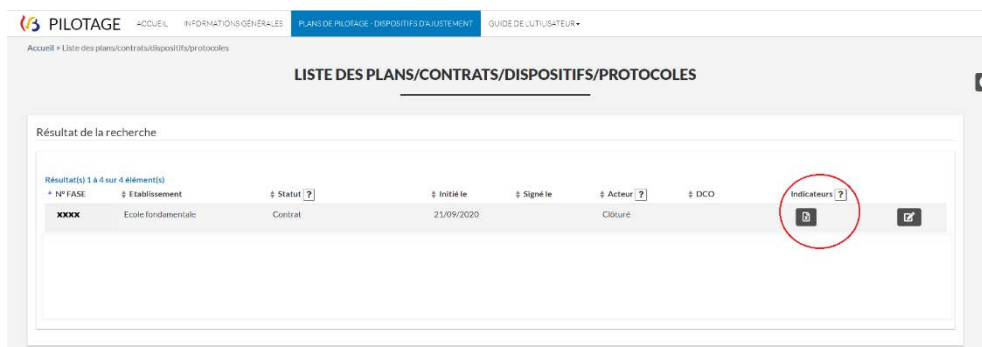 PILOTAGE ACCUEIL INFORMATIONS GÉNÉRALES PLANS DE PILOTAGE - DISPOSITIFS D'AJUSTEMENT GUIDE DE L'UTILISATEUR
Accueil » Liste des plans/contrats/dispositifs/protocoles
LISTE DES PLANS/CONTRATS/DISPOSITIFS/PROTOCOLES
Résultat de la recherche
Résultat(s) 1 à 4 sur 4 élément(s)
N° FASE Etablissement Statut ? Initié le Signé le Acteur ? DCO Indicateurs ?
XXXX Ecole fondamentale Contrat 21/09/2020 Clôturé